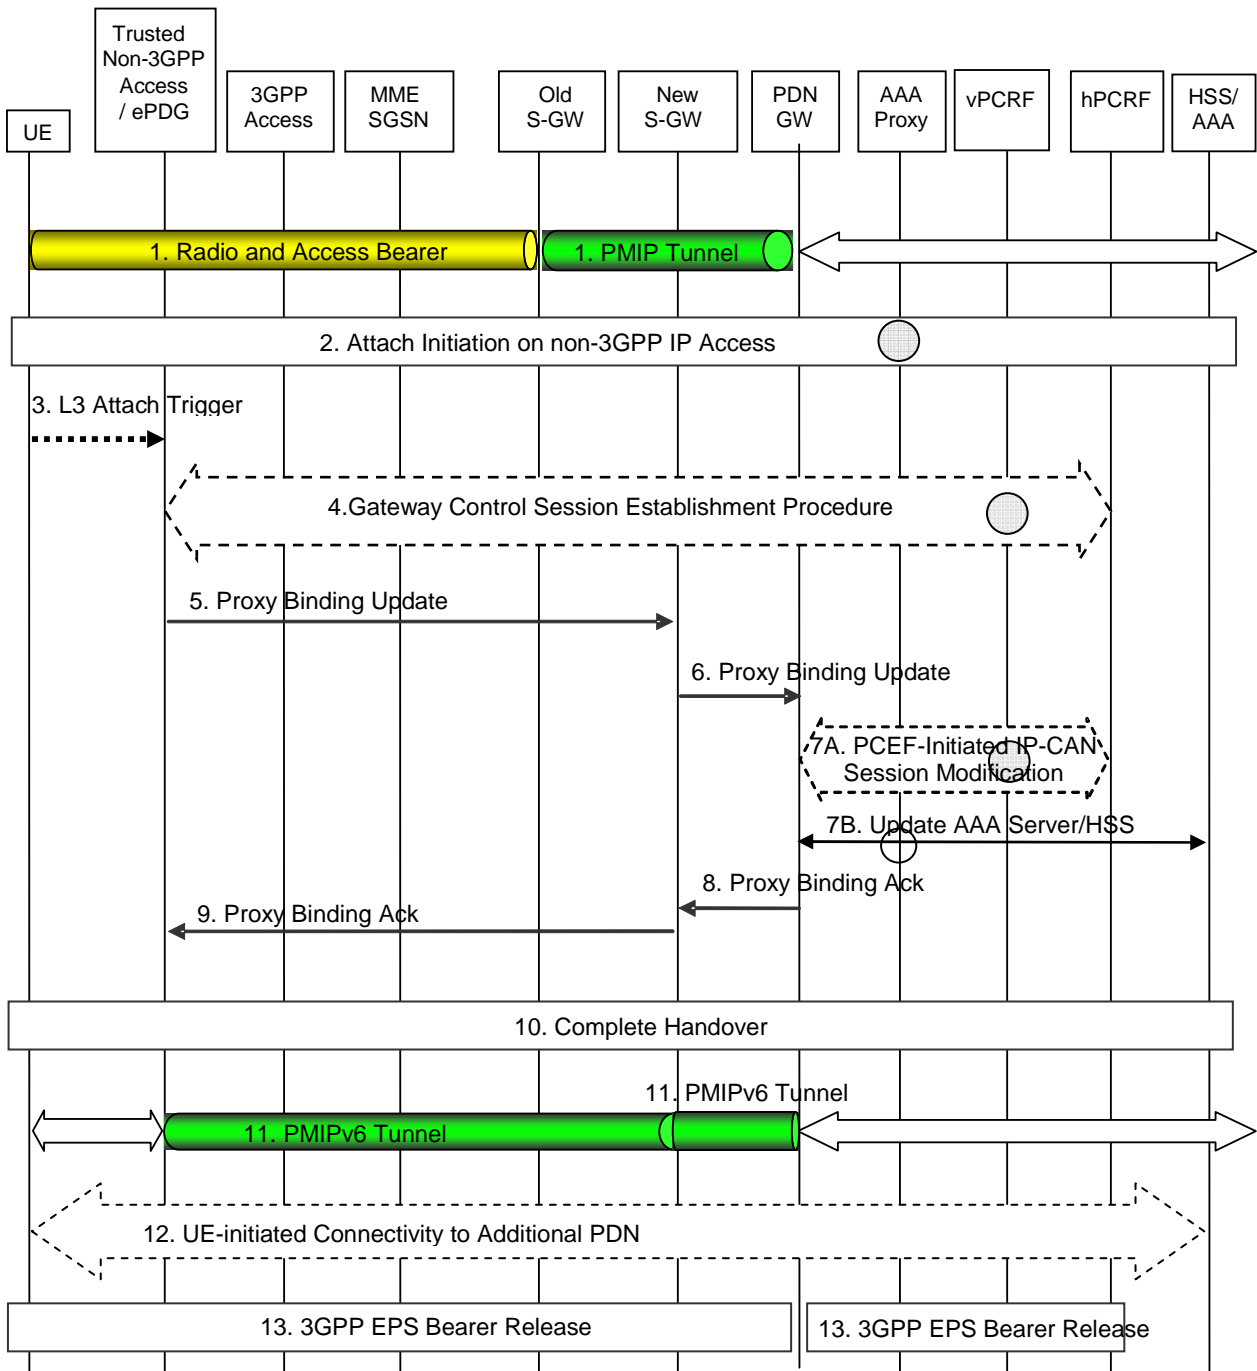 UE
Trusted
Non-3GPP
Access
/ ePDG
3GPP
Access
MME
SGSN
Old
S-GW
New
S-GW
PDN
GW
AAA
Proxy
vPCRF
hPCRF
HSS/
AAA
1. Radio and Access Bearer
1. PMIP Tunnel
2. Attach Initiation on non-3GPP IP Access
3. L3 Attach Trigger
4.Gateway Control Session Establishment Procedure
5. Proxy Binding Update
6. Proxy Binding Update
7A. PCEF-Initiated IP-CAN
Session Modification
7B. Update AAA Server/HSS
8. Proxy Binding Ack
9. Proxy Binding Ack
10. Complete Handover
11. PMIPv6 Tunnel
11. PMIPv6 Tunnel
12. UE-initiated Connectivity to Additional PDN
13. 3GPP EPS Bearer Release
13. 3GPP EPS Bearer Release